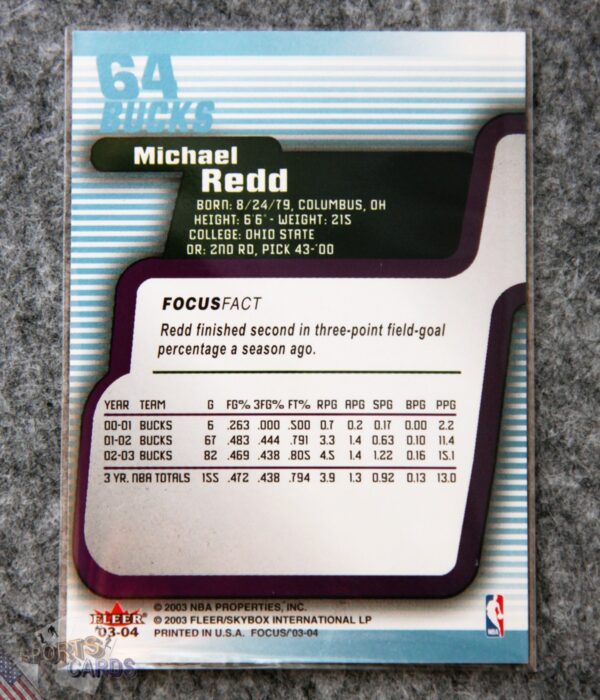 64
BUCKS
Michael
Redd
BORN: 8/24/79, COLUMBUS, OH
HEIGHT: 6'6" - WEIGHT: 215
COLLEGE: OHIO STATE
DR: 2ND RD, PICK 43-'00
FOCUSFACT
Redd finished second in three-point field-goal
percentage a season ago.
YEAR TEAM G FG% 3FG% FT% RPG APG SPG BPG PPG
00-01 BUCKS 6 .263 .000 .500 0.7 0.2 0.17 0.00 2.2
01-02 BUCKS 67 .483 .444 .791 3.3 1.4 0.63 0.10 11.4
02-03 BUCKS 82 .469 .438 .805 4.5 1.4 1.22 0.16 15.1
3 YR. NBA TOTALS 155 .472 .438 .794 3.9 1.3 0.92 0.13 13.0
FLEER
'03-04
© 2003 NBA PROPERTIES, INC.
© 2003 FLEER/SKYBOX INTERNATIONAL LP
PRINTED IN U.S.A. FOCUS/'03-04
NBA
SPORTS
CARDS